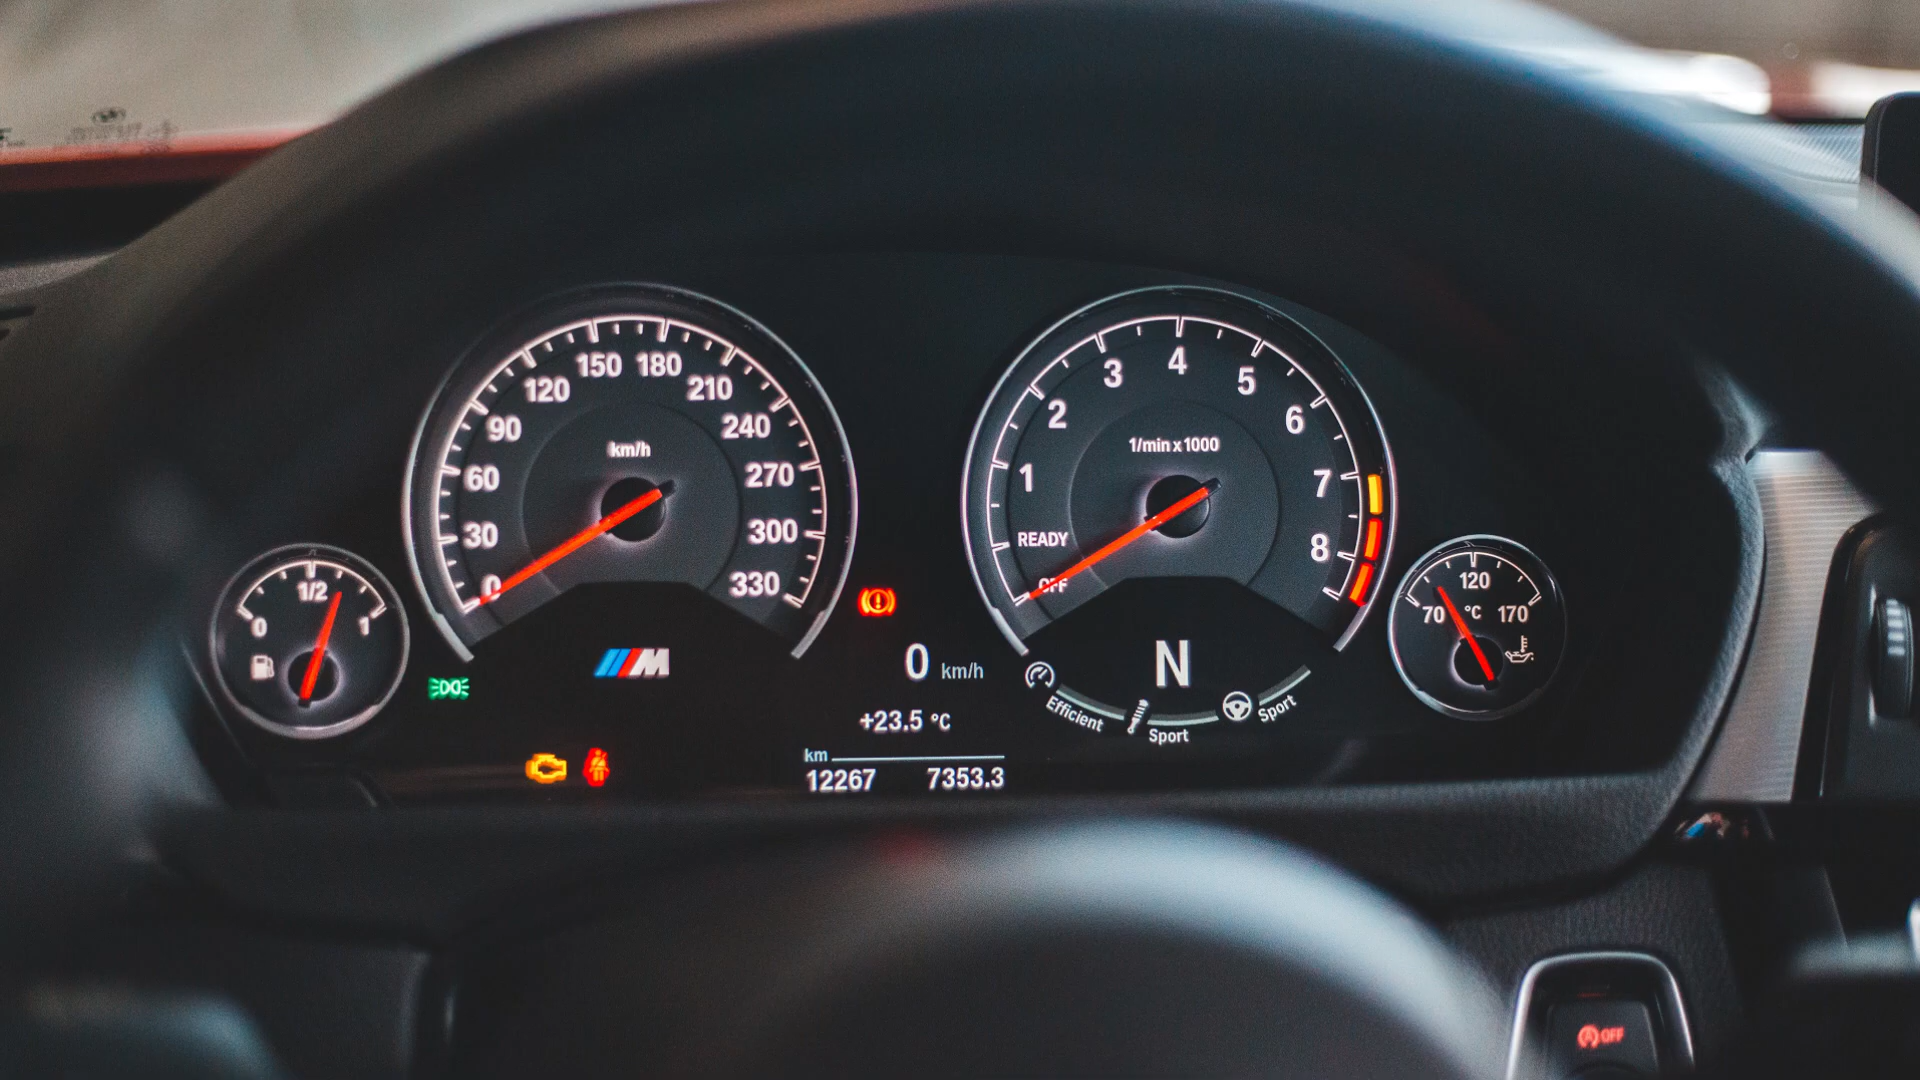 0
30
60
90
120
150
180
210
240
270
300
330
km/h
OFF
READY
1
2
3
4
5
6
7
8
1/min x 1000
0
1/2
1
70
120
170
°C
M
0 km/h
+23.5 °C
km
12267 7353.3
N
Efficient
Sport
Sport
A OFF